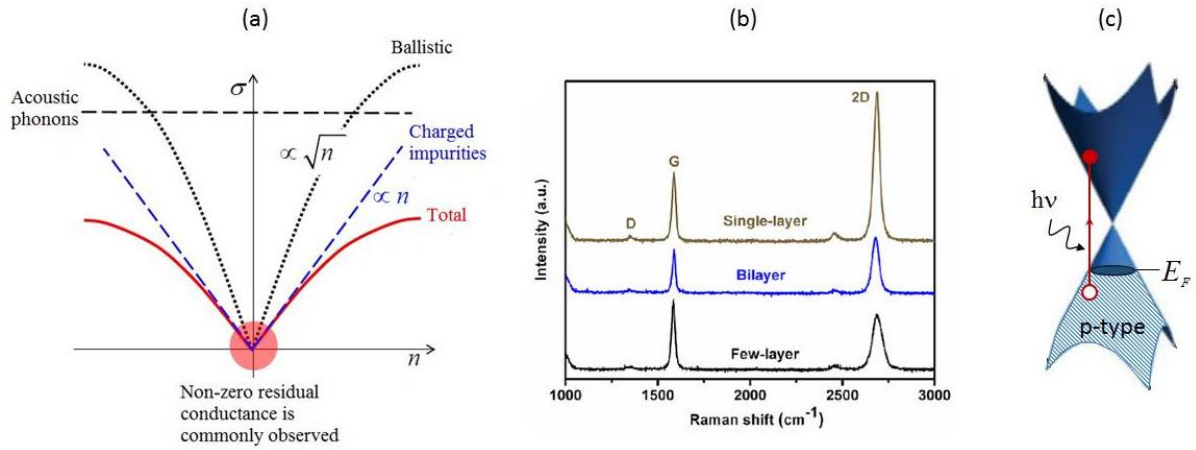 (a)
σ
Ballistic
Acoustic
phonons
Charged
impurities
∝ √n
∝ n
Total
n
Non-zero residual
conductance is
commonly observed
(b)
2D
G
D
Single-layer
Bilayer
Few-layer
Intensity (a.u.)
1000 1500 2000 2500 3000
Raman shift (cm⁻¹)
(c)
hν
E_F
p-type